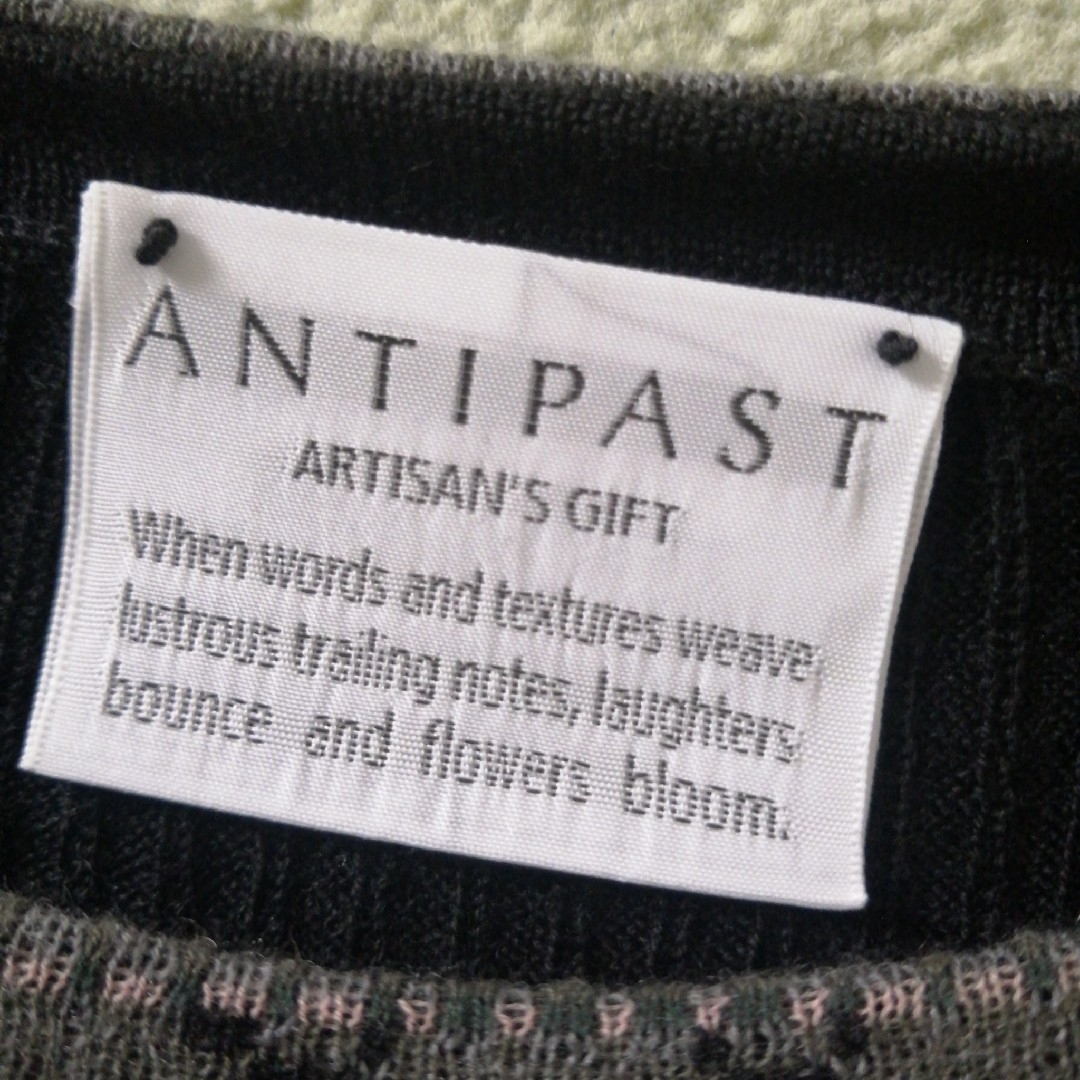 ANTIPAST
ARTISAN'S GIFT
When words and textures weave
lustrous trailing notes, laughters
bounce and flowers bloom.